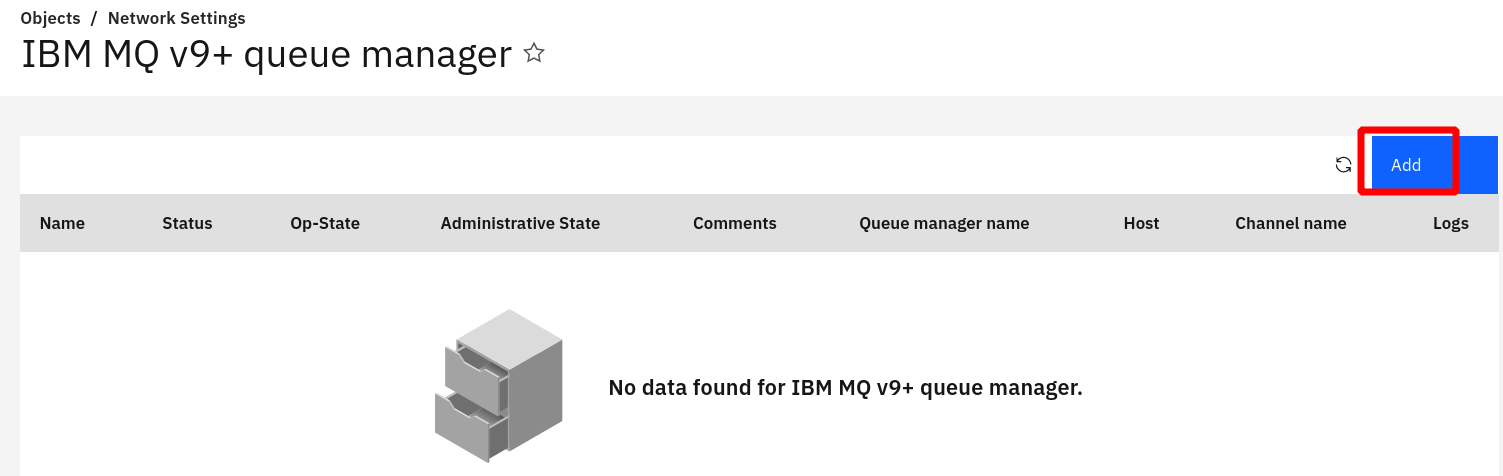 Objects / Network Settings
IBM MQ v9+ queue manager
Add
Name Status Op-State Administrative State Comments Queue manager name Host Channel name Logs
No data found for IBM MQ v9+ queue manager.